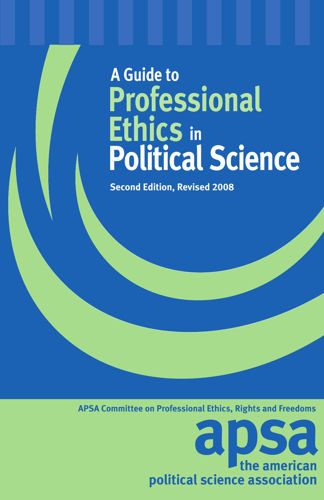 A Guide to
Professional
Ethics in
Political Science
Second Edition, Revised 2008
APSA Committee on Professional Ethics, Rights and Freedoms
apsa
the american
political science association